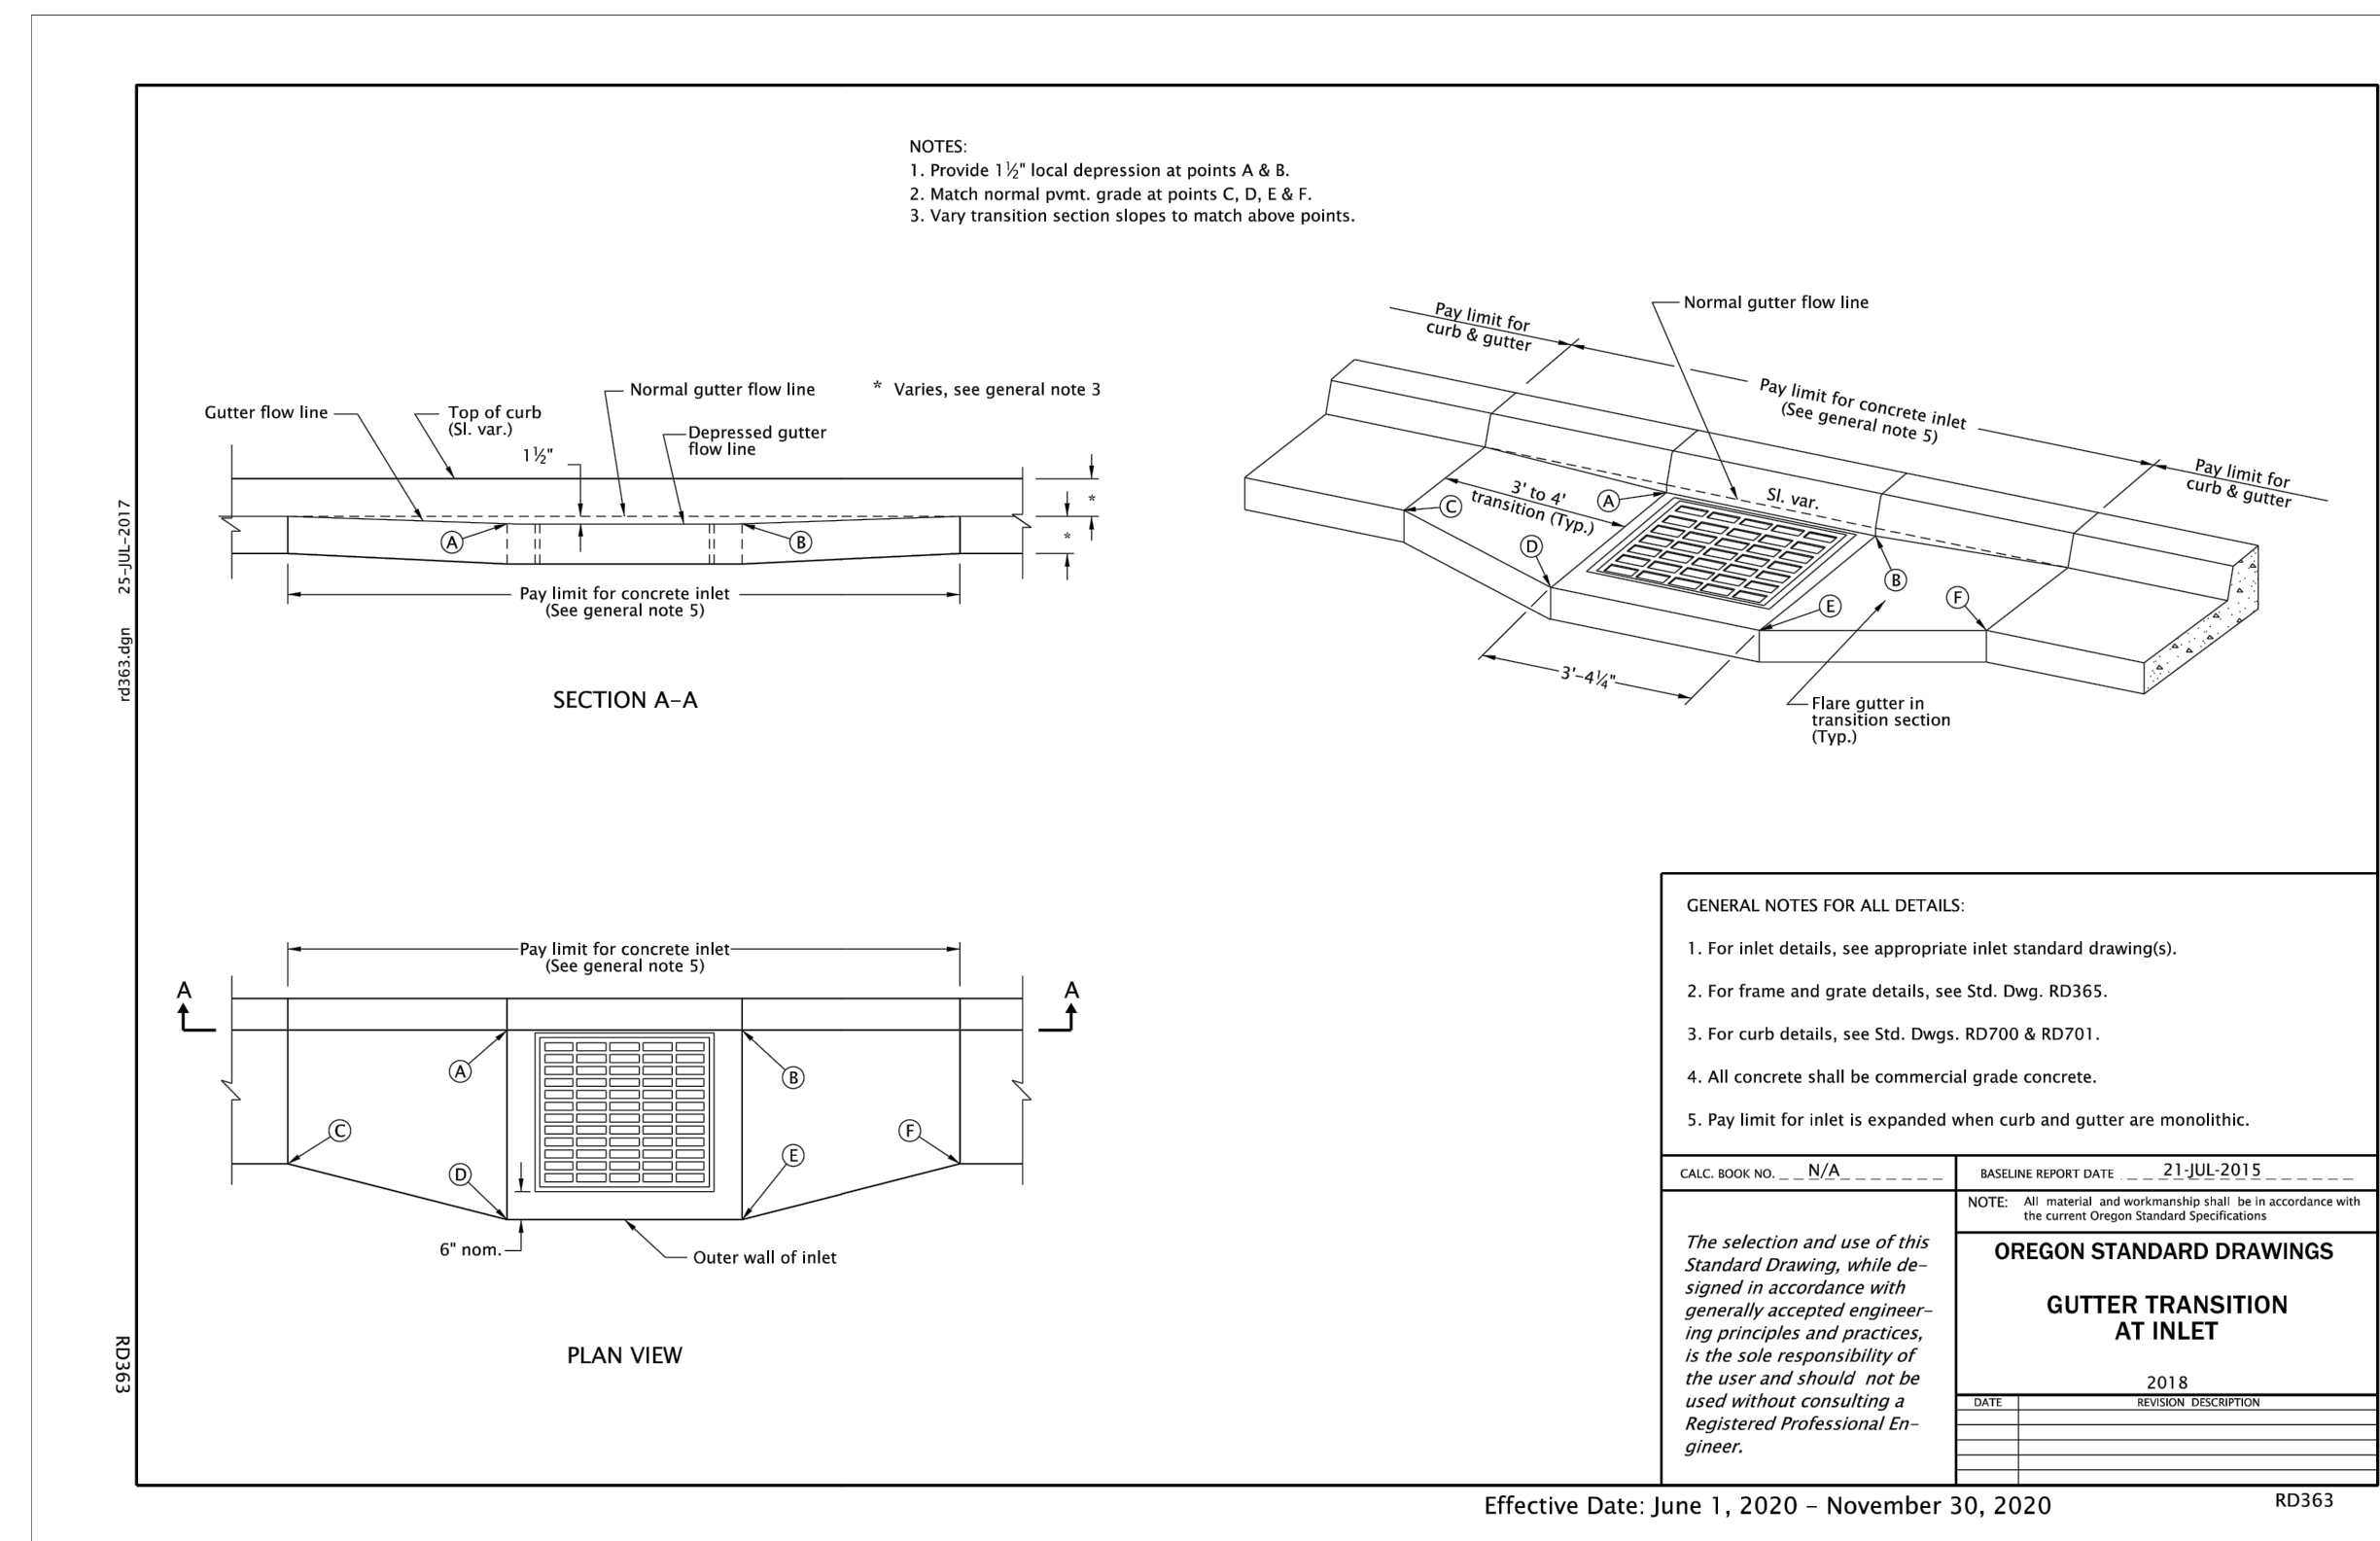 NOTES:
1. Provide 1½" local depression at points A & B.
2. Match normal pvmt. grade at points C, D, E & F.
3. Vary transition section slopes to match above points.
Gutter flow line
Top of curb
(Sl. var.)
1½"
Normal gutter flow line
Depressed gutter
flow line
* Varies, see general note 3
*
*
A
B
Pay limit for concrete inlet
(See general note 5)
SECTION A-A
Pay limit for
curb & gutter
Normal gutter flow line
Pay limit for concrete inlet
(See general note 5)
Pay limit for
curb & gutter
3' to 4'
transition (Typ.)
Sl. var.
A
C
D
B
E
F
3'-4¼"
Flare gutter in
transition section
(Typ.)
Pay limit for concrete inlet
(See general note 5)
A
A
A
B
C
D
E
F
6" nom.
Outer wall of inlet
PLAN VIEW
GENERAL NOTES FOR ALL DETAILS:
1. For inlet details, see appropriate inlet standard drawing(s).
2. For frame and grate details, see Std. Dwg. RD365.
3. For curb details, see Std. Dwgs. RD700 & RD701.
4. All concrete shall be commercial grade concrete.
5. Pay limit for inlet is expanded when curb and gutter are monolithic.
CALC. BOOK NO. N/A
BASELINE REPORT DATE 21-JUL-2015
NOTE: All material and workmanship shall be in accordance with
the current Oregon Standard Specifications
The selection and use of this
Standard Drawing, while de-
signed in accordance with
generally accepted engineer-
ing principles and practices,
is the sole responsibility of
the user and should not be
used without consulting a
Registered Professional En-
gineer.
OREGON STANDARD DRAWINGS
GUTTER TRANSITION
AT INLET
2018
DATE REVISION DESCRIPTION
Effective Date: June 1, 2020 – November 30, 2020
RD363
rd363.dgn 25-JUL-2017
RD363